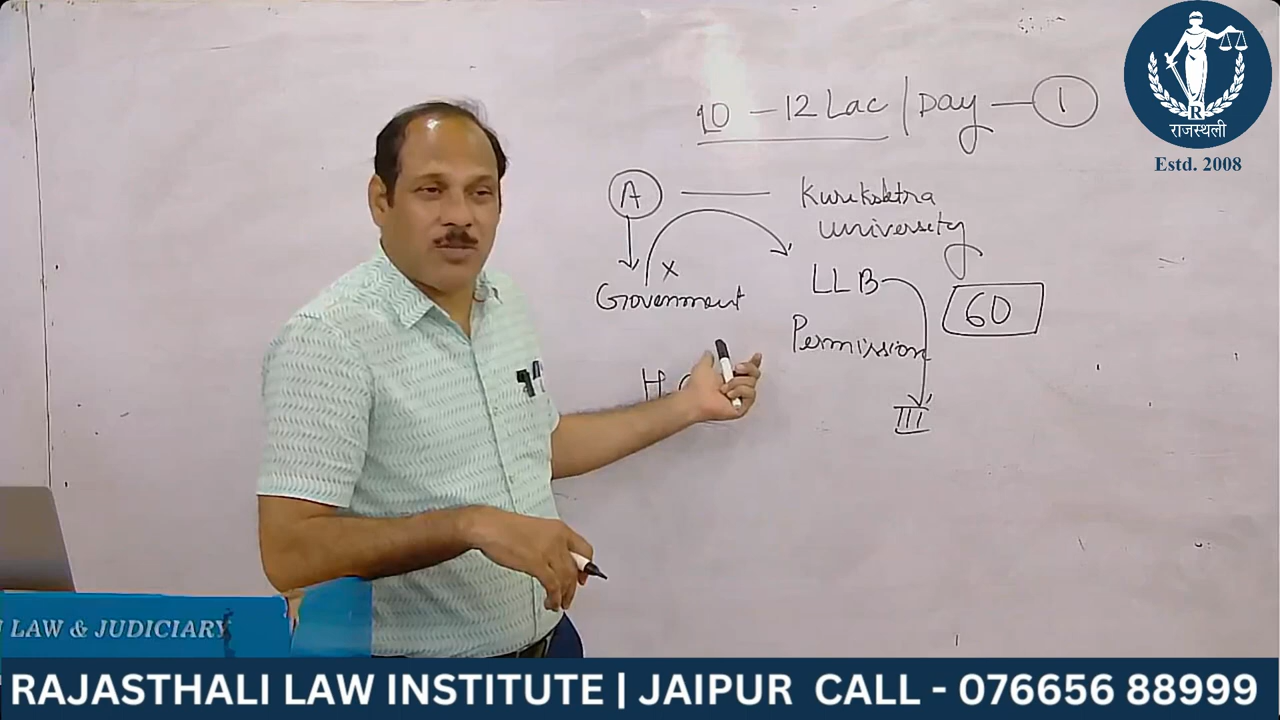 10 - 12 Lac / Day - 1
A - Kurukshetra
University
x
Government
LLB
60
Permission
III
R
राजस्थली
Estd. 2008
LAW & JUDICIARY
RAJASTHALI LAW INSTITUTE | JAIPUR CALL - 076656 88999